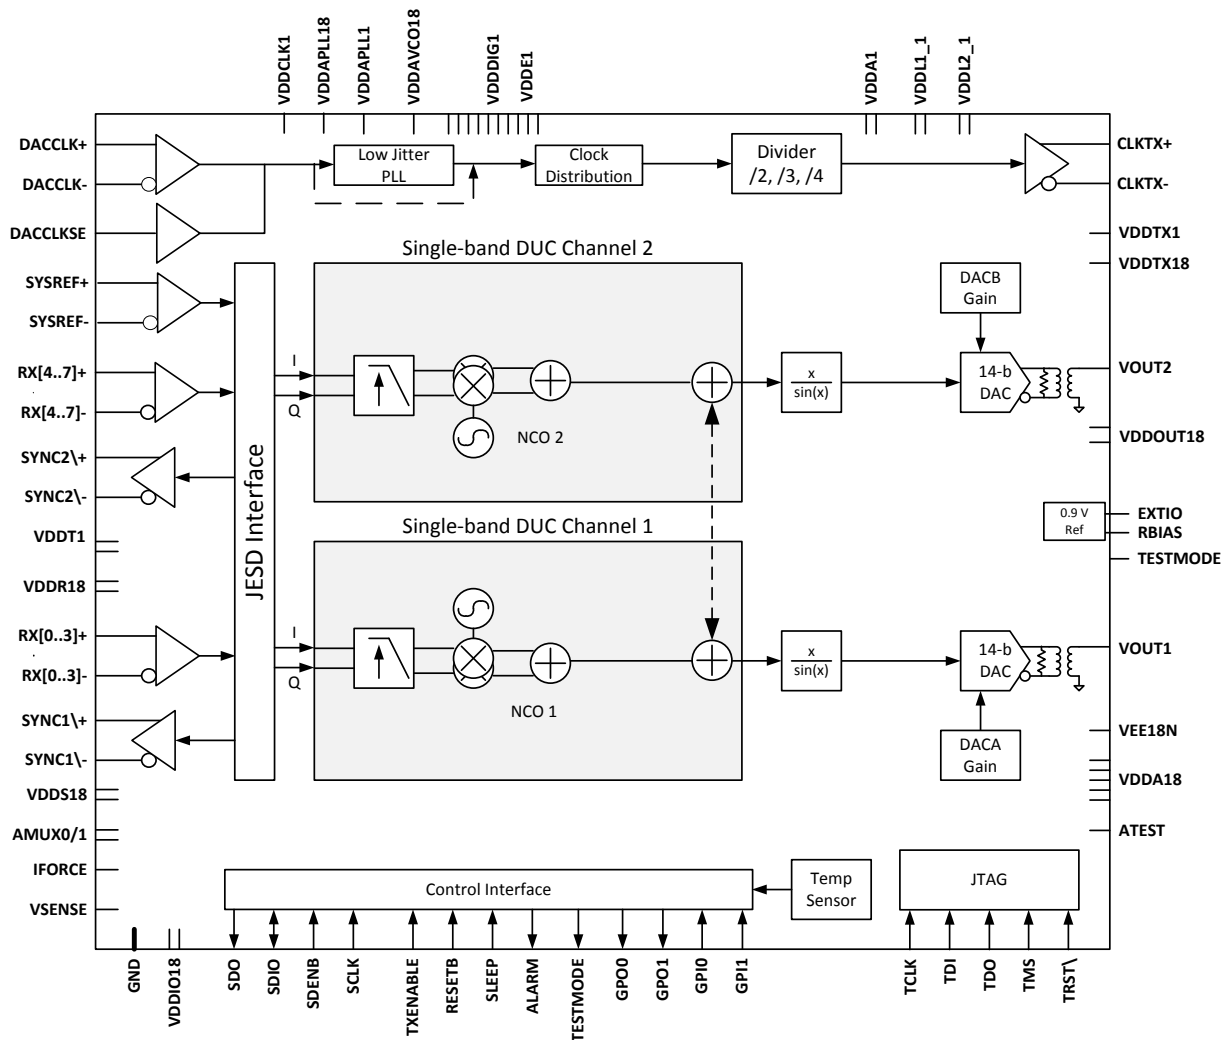 VDDCLK1
VDDAPLL18
VDDAPLL1
VDDAVCO18
VDDDIG1
VDDE1
VDDA1
VDDL1_1
VDDL2_1
DACCLK+
DACCLK-
DACCLKSE
SYSREF+
SYSREF-
RX[4..7]+
RX[4..7]-
SYNC2\+
SYNC2\-
VDDT1
VDDR18
RX[0..3]+
RX[0..3]-
SYNC1\+
SYNC1\-
VDDS18
AMUX0/1
IFORCE
VSENSE
Low Jitter
PLL
Clock
Distribution
Divider
/2, /3, /4
JESD Interface
Single-band DUC Channel 2
I
Q
NCO 2
x
sin(x)
DACB
Gain
14-b
DAC
Single-band DUC Channel 1
I
Q
NCO 1
x
sin(x)
14-b
DAC
DACA
Gain
0.9 V
Ref
CLKTX+
CLKTX-
VDDTX1
VDDTX18
VOUT2
VDDOUT18
EXTIO
RBIAS
TESTMODE
VOUT1
VEE18N
VDDA18
ATEST
Control Interface
Temp
Sensor
JTAG
GND
VDDIO18
SDO
SDIO
SDENB
SCLK
TXENABLE
RESETB
SLEEP
ALARM
TESTMODE
GPO0
GPO1
GPI0
GPI1
TCLK
TDI
TDO
TMS
TRST\